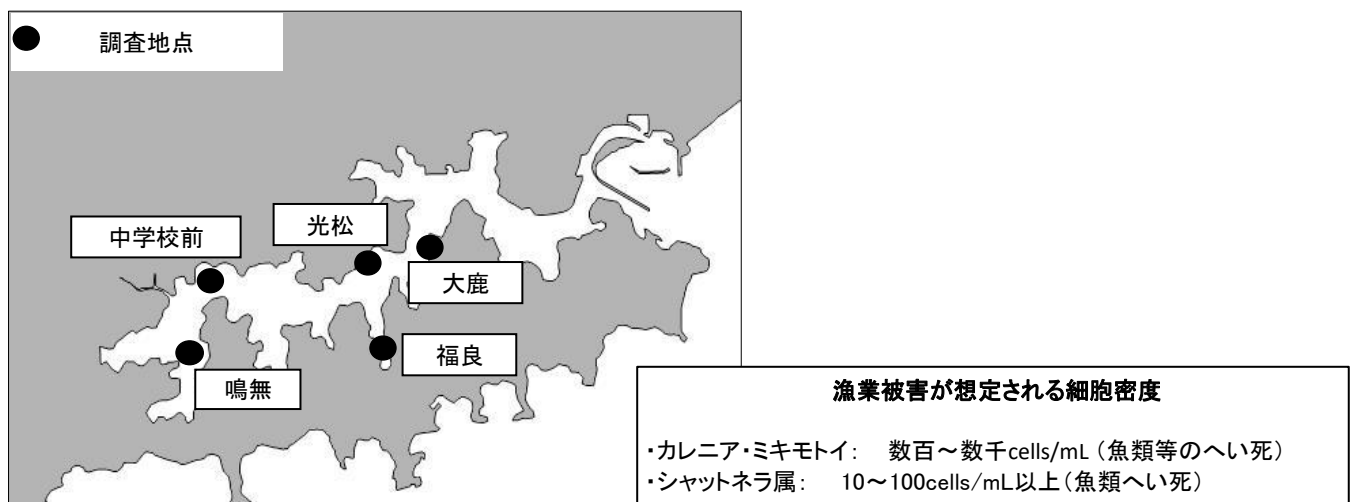 調査地点
光松
中学校前
大鹿
福良
鳴無
漁業被害が想定される細胞密度
・カレニア・ミキモトイ： 数百～数千cells/mL（魚類等のへい死）
・シャットネラ属： 10～100cells/mL以上（魚類へい死）